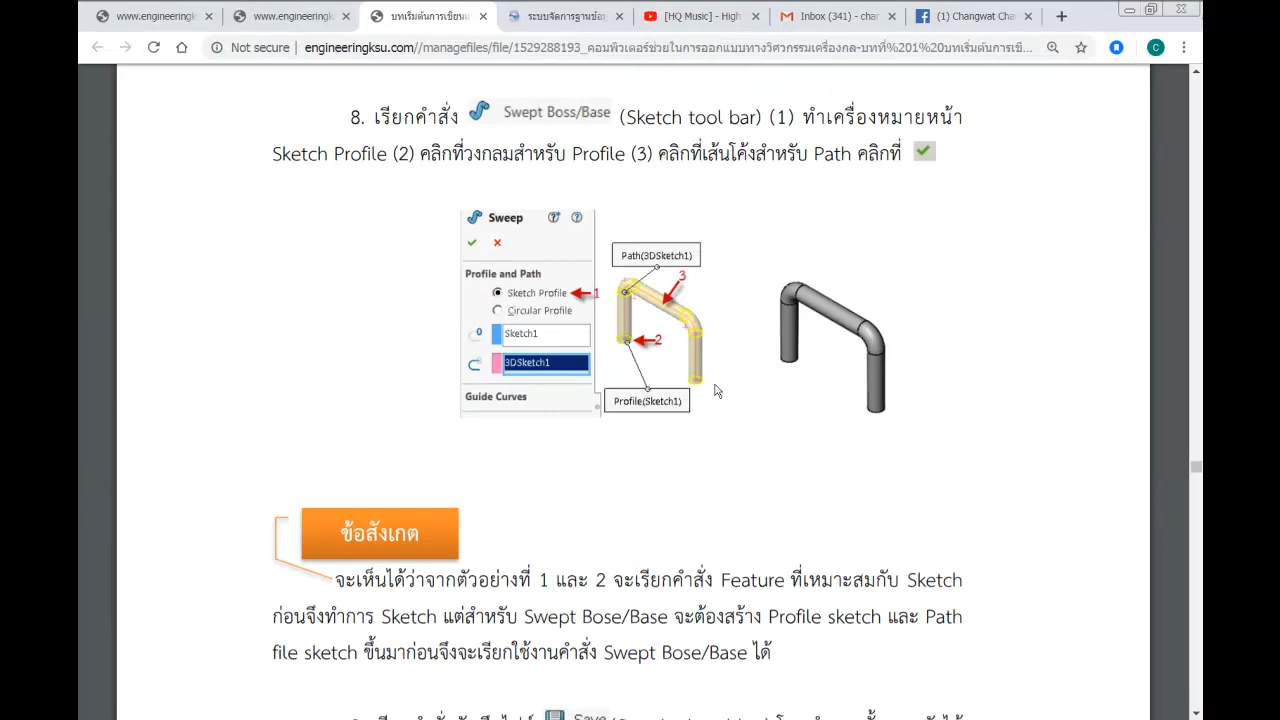 www.engineeringk
www.engineeringk
บทเริ่มต้นการเขียนแ
ระบบจัดการฐานข้อมู
[HQ Music] - High
Inbox (341) - char
(1) Changwat Cha
Not secure
engineeringksu.com//managefiles/file/1529288193_คอมพิวเตอร์ช่วยในการออกแบบทางวิศวกรรมเครื่องกล-บทที่%201%20บทเริ่มต้นการเขี...
C
8. เรียกคำสั่ง Swept Boss/Base (Sketch tool bar) (1) ทำเครื่องหมายหน้า
Sketch Profile (2) คลิกที่วงกลมสำหรับ Profile (3) คลิกที่เส้นโค้งสำหรับ Path คลิกที่
Sweep
Profile and Path
Sketch Profile
1
Circular Profile
Sketch1
3DSketch1
Guide Curves
Path(3DSketch1)
3
2
Profile(Sketch1)
ข้อสังเกต
จะเห็นได้ว่าจากตัวอย่างที่ 1 และ 2 จะเรียกคำสั่ง Feature ที่เหมาะสมกับ Sketch
ก่อนจึงทำการ Sketch แต่สำหรับ Swept Bose/Base จะต้องสร้าง Profile sketch และ Path
file sketch ขึ้นมาก่อนจึงจะเรียกใช้งานคำสั่ง Swept Bose/Base ได้